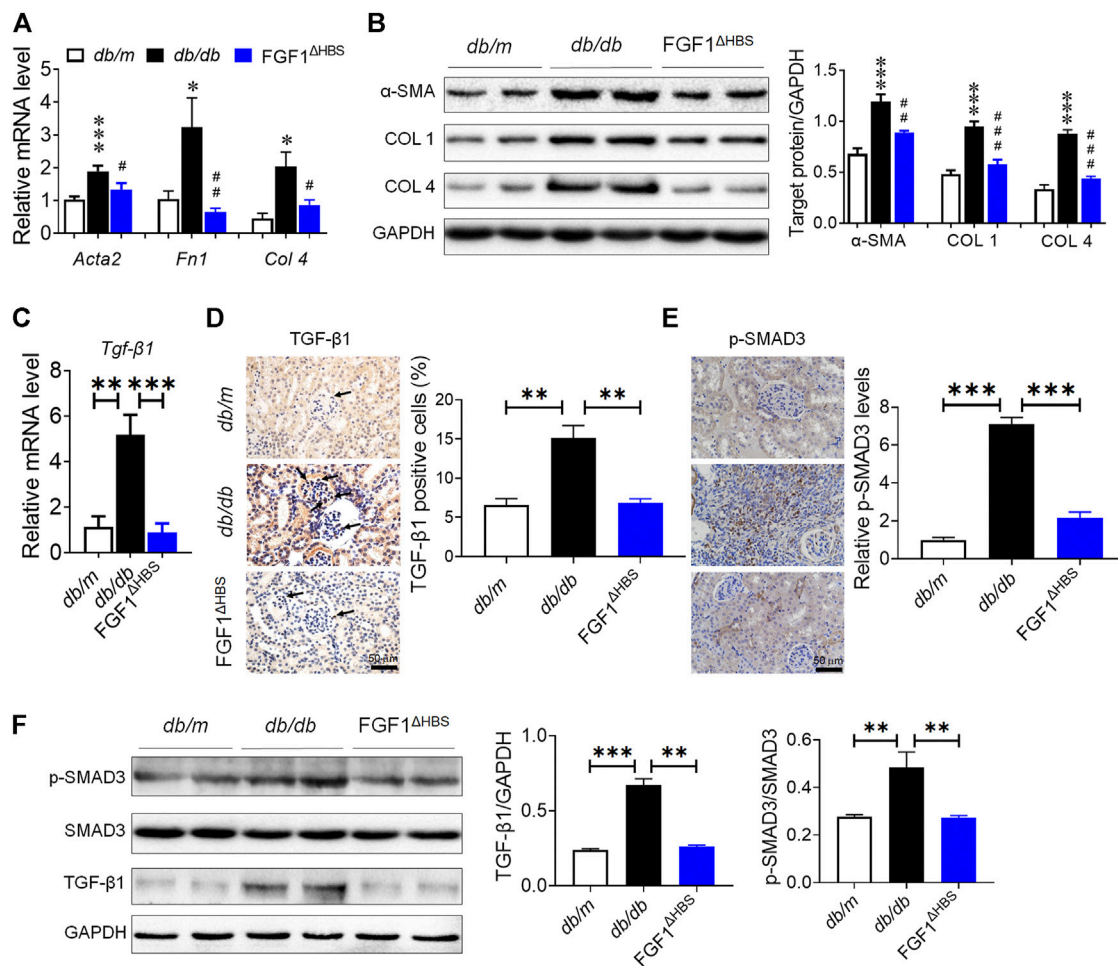 A
db/m db/db FGF1ΔHBS
Relative mRNA level
5
4
3
2
1
0
***
#
*
##
*
#
Acta2 Fn1 Col 4
B
db/m db/db FGF1ΔHBS
α-SMA
COL 1
COL 4
GAPDH
Target protein/GAPDH
1.5
1.0
0.5
0.0
***
##
***
###
***
###
α-SMA COL 1 COL 4
C
Tgf-β1
Relative mRNA level
8
6
4
2
0
** ***
db/m
db/db
FGF1ΔHBS
D
TGF-β1
db/m
db/db
FGF1ΔHBS
50 μm
TGF-β1 positive cells (%)
20
15
10
5
0
** **
db/m
db/db
FGF1ΔHBS
E
p-SMAD3
50 μm
Relative p-SMAD3 levels
8
6
4
2
0
*** ***
db/m
db/db
FGF1ΔHBS
F
db/m db/db FGF1ΔHBS
p-SMAD3
SMAD3
TGF-β1
GAPDH
TGF-β1/GAPDH
1.0
0.5
0.0
*** **
db/m
db/db
FGF1ΔHBS
p-SMAD3/SMAD3
0.6
0.4
0.2
0.0
** **
db/m
db/db
FGF1ΔHBS